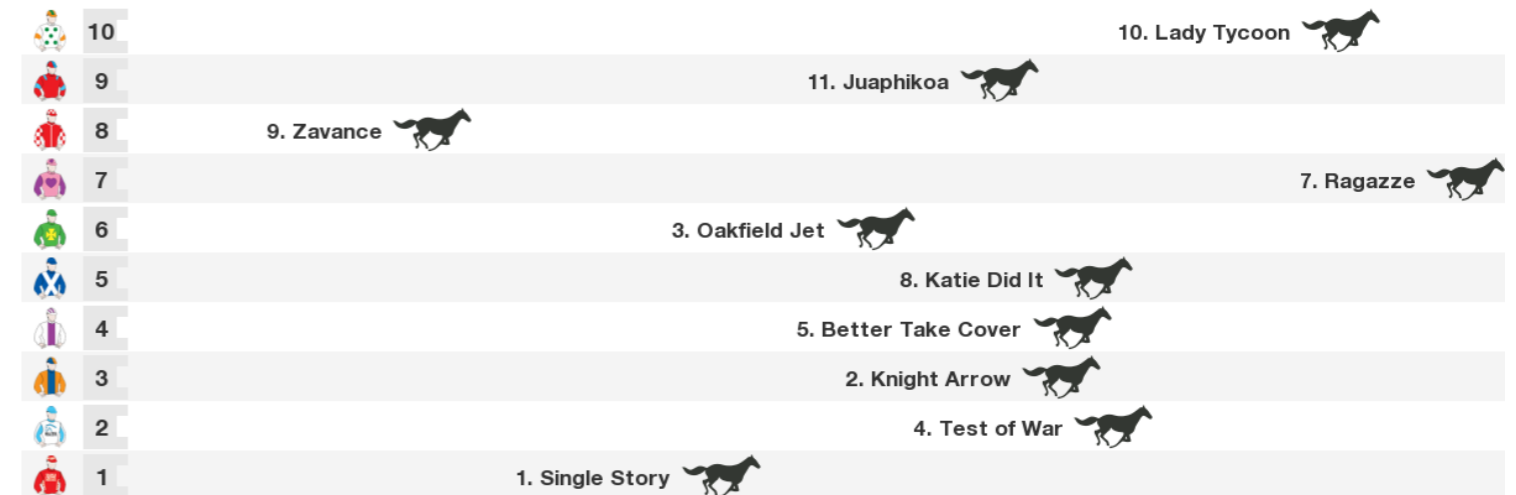 10 10. Lady Tycoon
9 11. Juaphikoa
8 9. Zavance
7 7. Ragazze
6 3. Oakfield Jet
5 8. Katie Did It
4 5. Better Take Cover
3 2. Knight Arrow
2 4. Test of War
1 1. Single Story